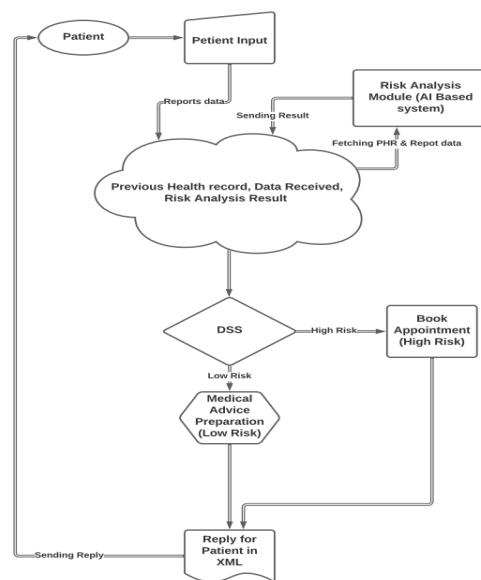 Patient
Petient Input
Risk Analysis
Module (AI Based
system)
Reports data
Sending Result
Fetching PHR & Repot data
Previous Health record, Data Received,
Risk Analysis Result
DSS
High Risk
Book
Appointment
(High Risk)
Low Risk
Medical
Advice
Preparation
(Low Risk)
Reply for
Patient in
XML
Sending Reply